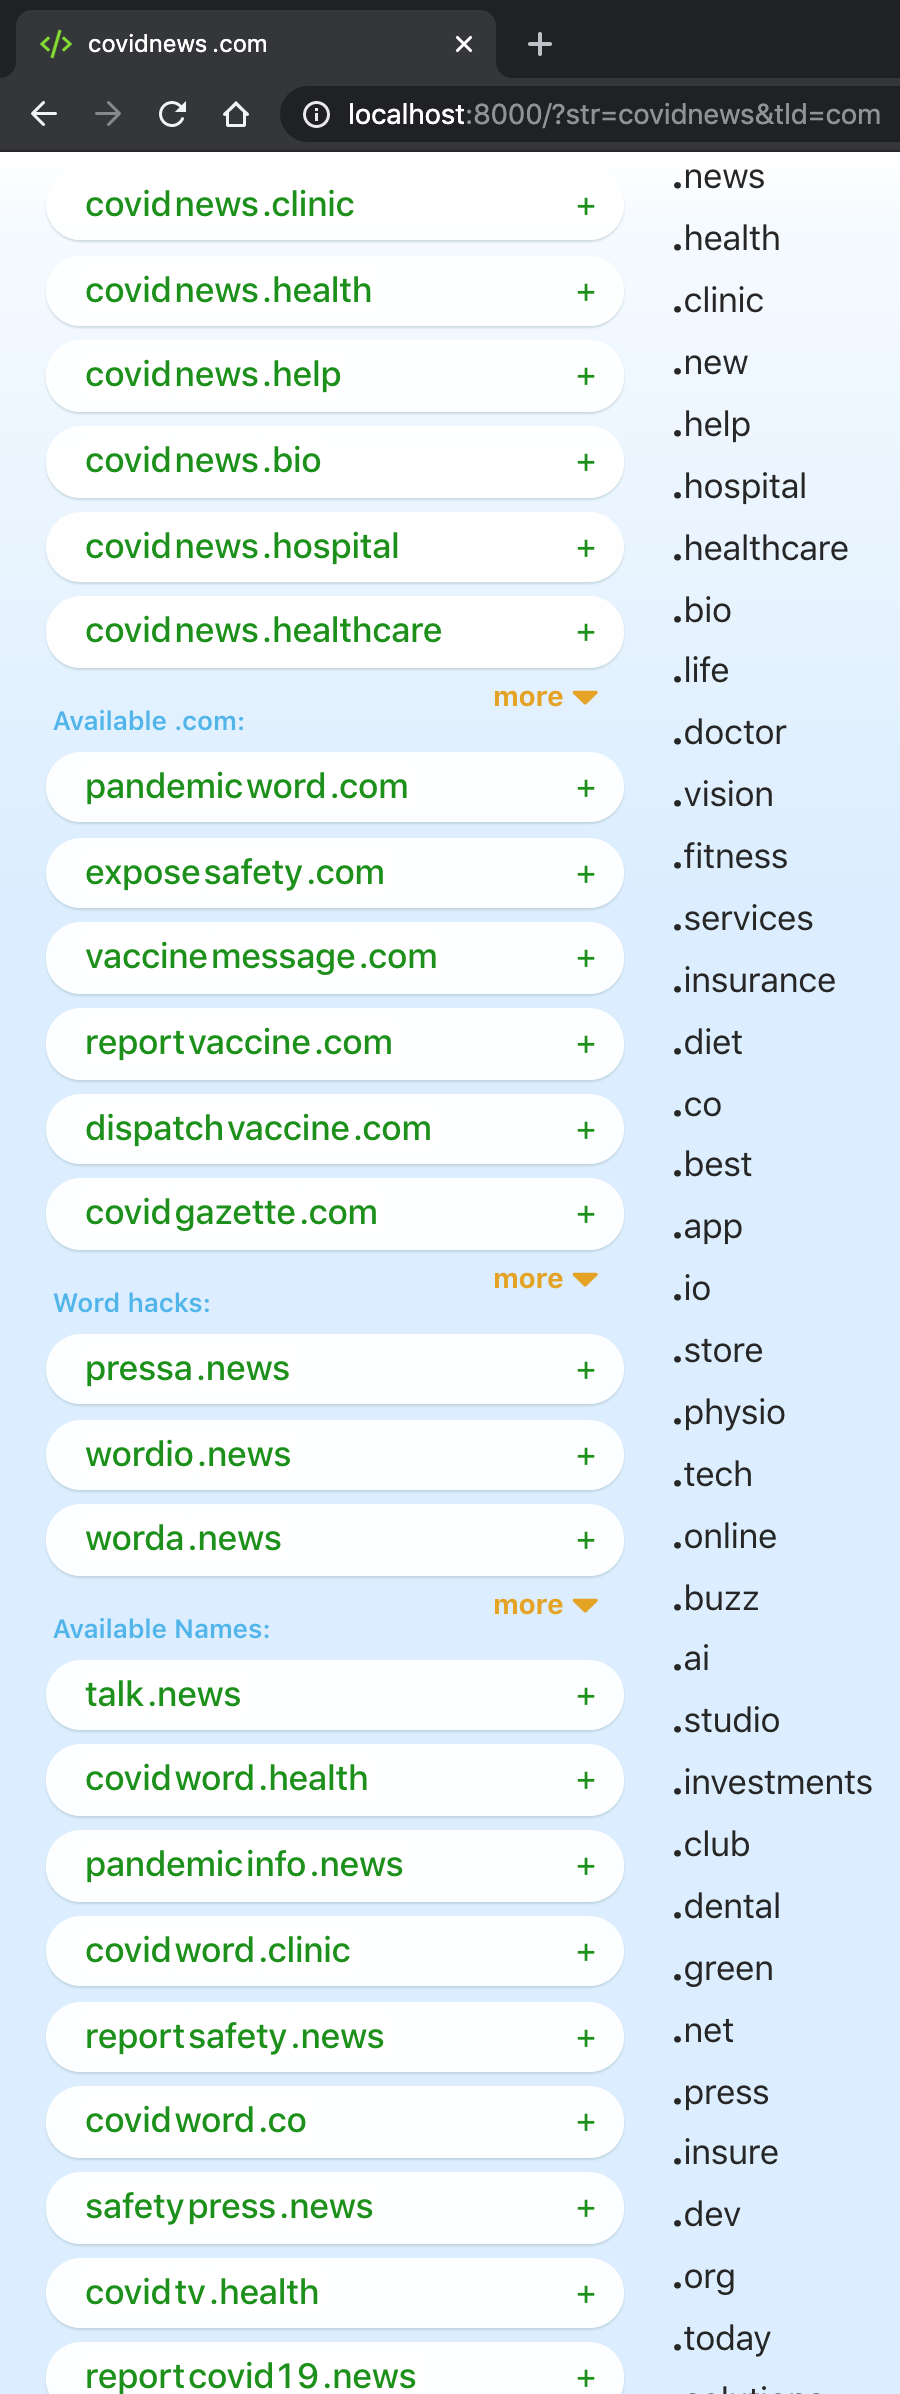 covidnews .com
localhost:8000/?str=covidnews&tld=com
covidnews.clinic +
covidnews.health +
covidnews.help +
covidnews.bio +
covidnews.hospital +
covidnews.healthcare +
more
Available .com:
pandemicword.com +
exposesafety.com +
vaccinemessage.com +
reportvaccine.com +
dispatchvaccine.com +
covidgazette.com +
more
Word hacks:
pressa.news +
wordio.news +
worda.news +
more
Available Names:
talk.news +
covidword.health +
pandemicinfo.news +
covidword.clinic +
reportsafety.news +
covidword.co +
safetypress.news +
covidtv.health +
reportcovid19.news +
.news
.health
.clinic
.new
.help
.hospital
.healthcare
.bio
.life
.doctor
.vision
.fitness
.services
.insurance
.diet
.co
.best
.app
.io
.store
.physio
.tech
.online
.buzz
.ai
.studio
.investments
.club
.dental
.green
.net
.press
.insure
.dev
.org
.today